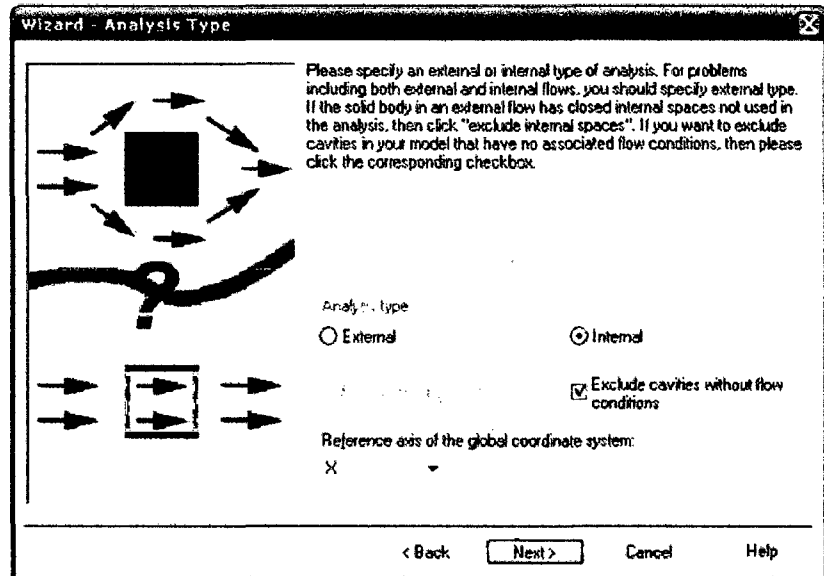 Wizard - Analysis Type
Please specify an external or internal type of analysis. For problems
including both external and internal flows, you should specify external type.
If the solid body in an external flow has closed internal spaces not used in
the analysis, then click "exclude internal spaces". If you want to exclude
cavities in your model that have no associated flow conditions, then please
click the corresponding checkbox.
Analysis type
External
Internal
Exclude cavities without flow
conditions
Reference axis of the global coordinate system:
X
< Back
Next >
Cancel
Help